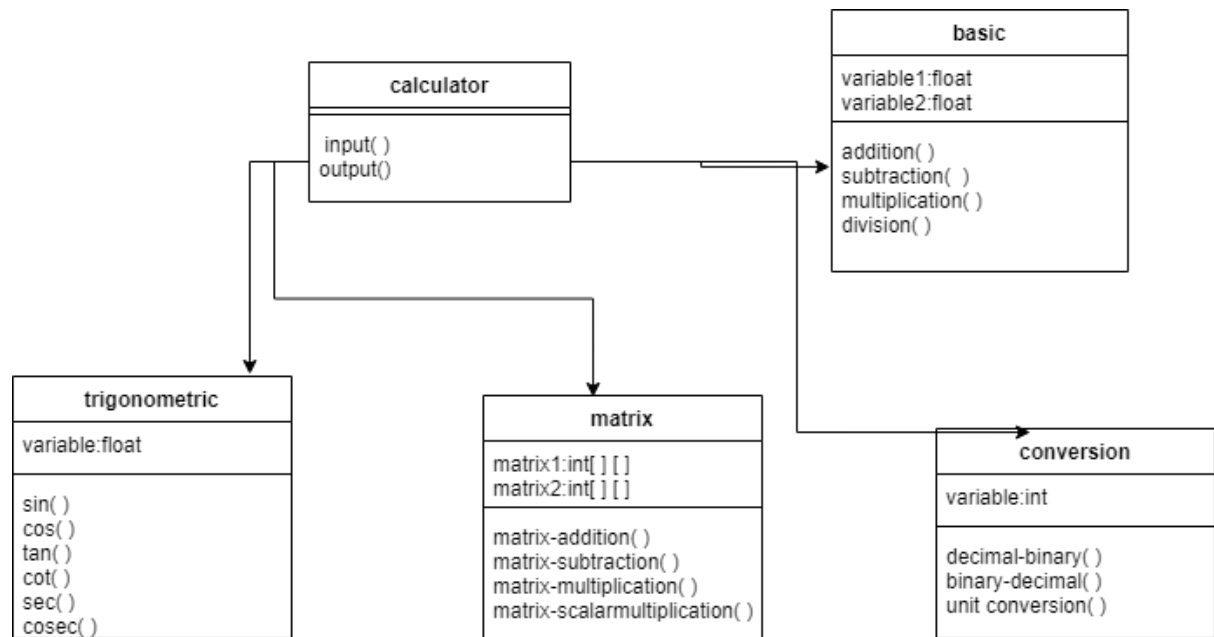 calculator
input( )
output()
basic
variable1:float
variable2:float
addition( )
subtraction( )
multiplication( )
division( )
trigonometric
variable:float
sin( )
cos( )
tan( )
cot( )
sec( )
cosec( )
matrix
matrix1:int[ ] [ ]
matrix2:int[ ] [ ]
matrix-addition( )
matrix-subtraction( )
matrix-multiplication( )
matrix-scalarmultiplication( )
conversion
variable:int
decimal-binary( )
binary-decimal( )
unit conversion( )